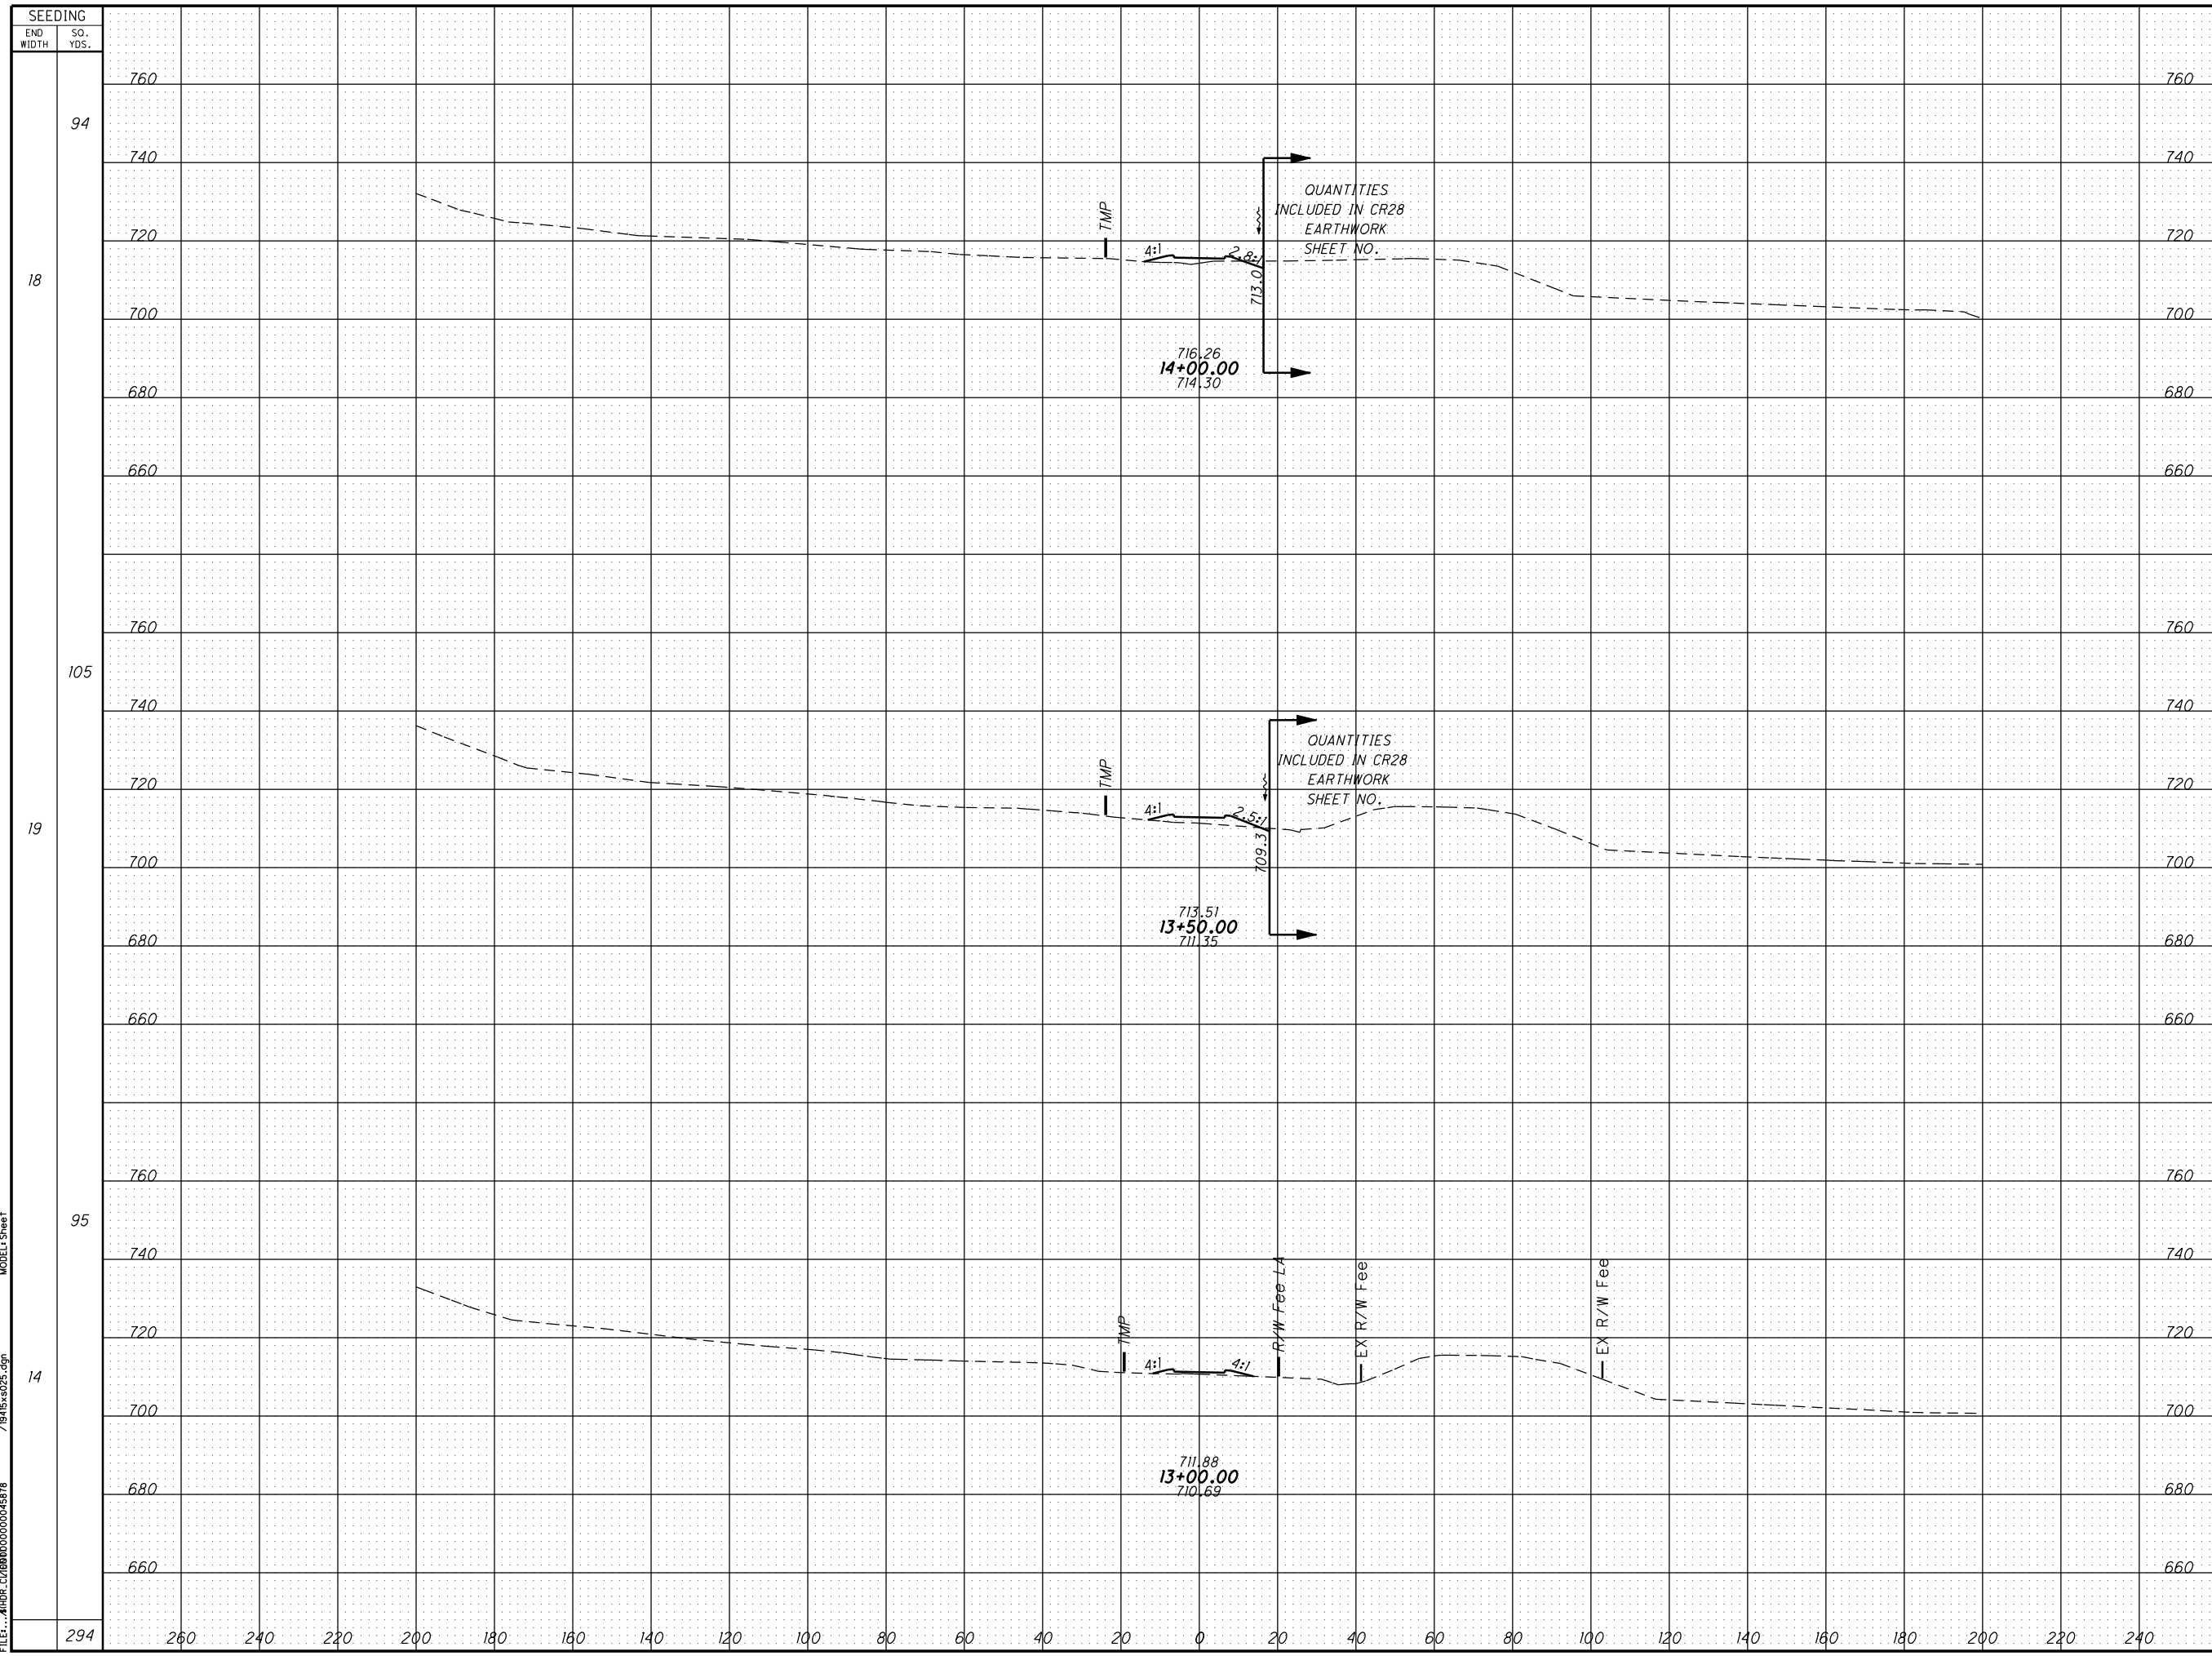 SEEDING
END WIDTH
SQ. YDS.
94
18
105
19
95
14
294
760 760
740 740
TMP
QUANTITIES
INCLUDED IN CR28
EARTHWORK
SHEET NO.
720 720
4:1
2.8:1
713.0
700 700
716.26
14+00.00
714.30
680 680
660 660
760 760
740 740
TMP
QUANTITIES
INCLUDED IN CR28
EARTHWORK
SHEET NO.
720 720
4:1
2.5:1
709.3
700 700
713.51
13+50.00
711.35
680 680
660 660
760 760
740 740
TMP
R/W Fee LA
EX R/W Fee
EX R/W Fee
720 720
4:1
4:1
700 700
711.88
13+00.00
710.69
680 680
660 660
260 240 220 200 180 160 140 120 100 80 60 40 20 0 20 40 60 80 100 120 140 160 180 200 220 240
MODEL: Sheet